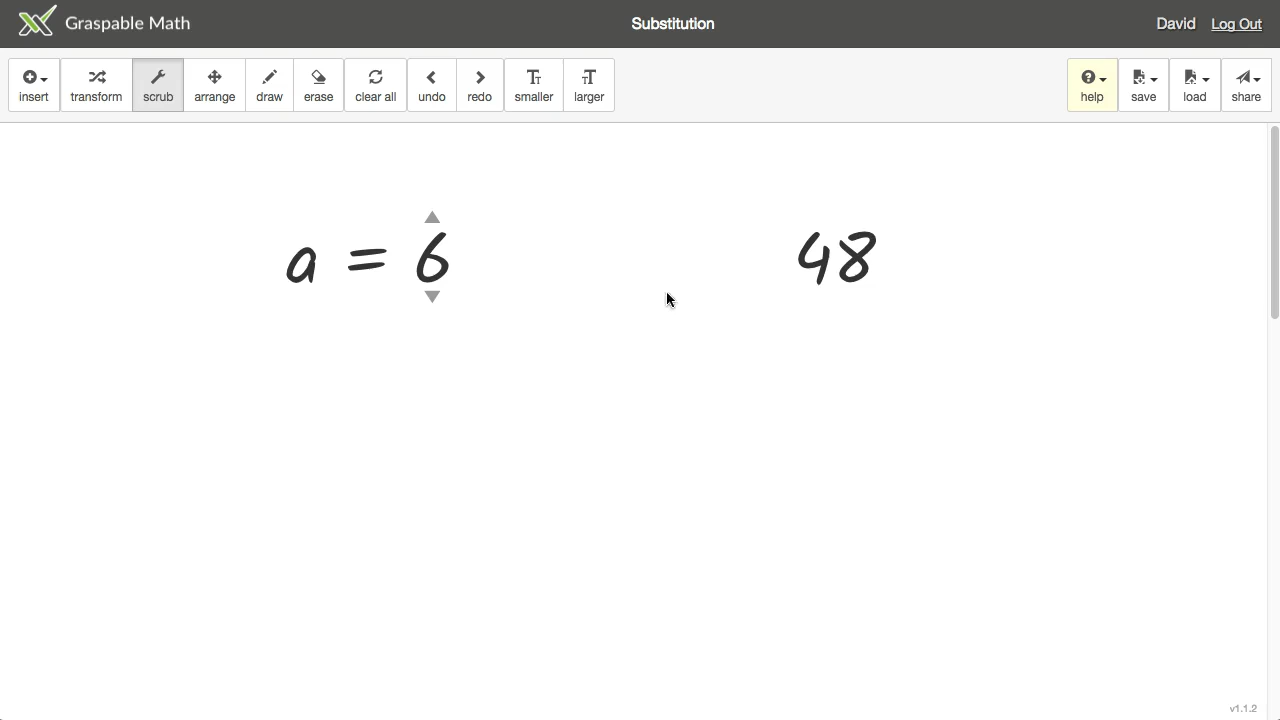 Graspable Math Substitution David Log Out
insert transform scrub arrange draw erase clear all undo redo smaller larger help save load share
a = 6 48
v1.1.2